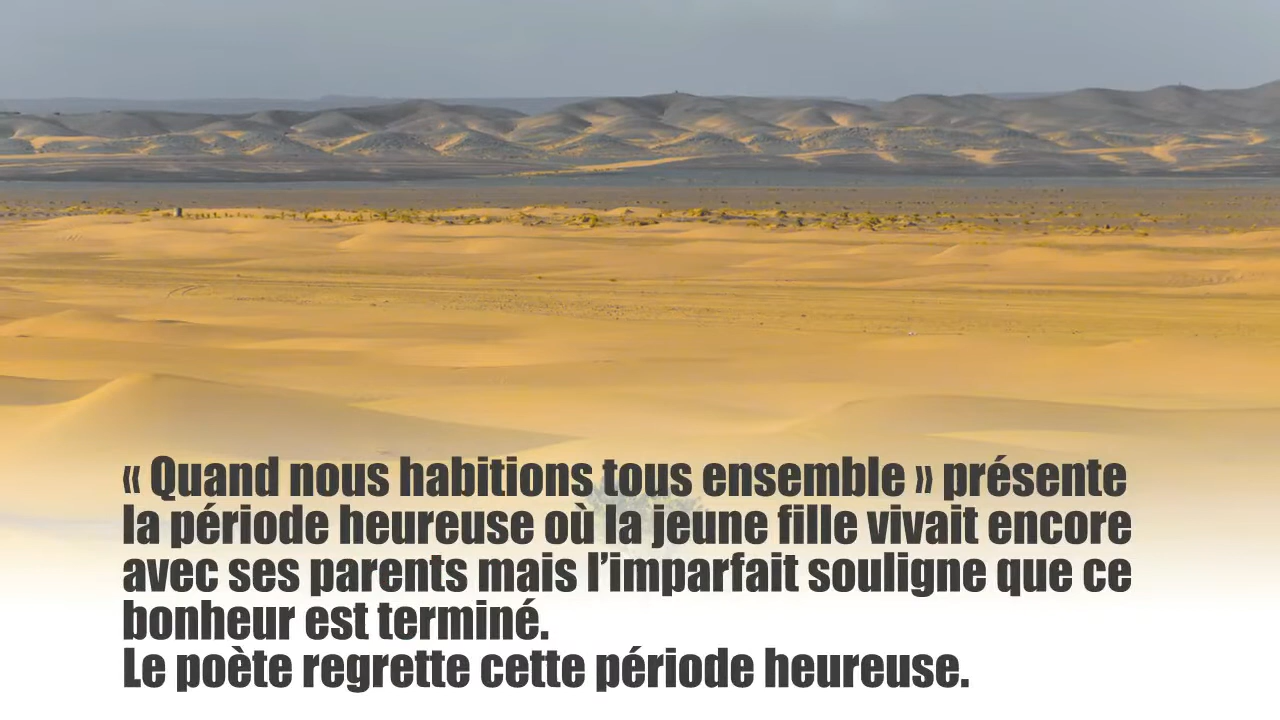 « Quand nous habitions tous ensemble » présente
la période heureuse où la jeune fille vivait encore
avec ses parents mais l’imparfait souligne que ce
bonheur est terminé.
Le poète regrette cette période heureuse.